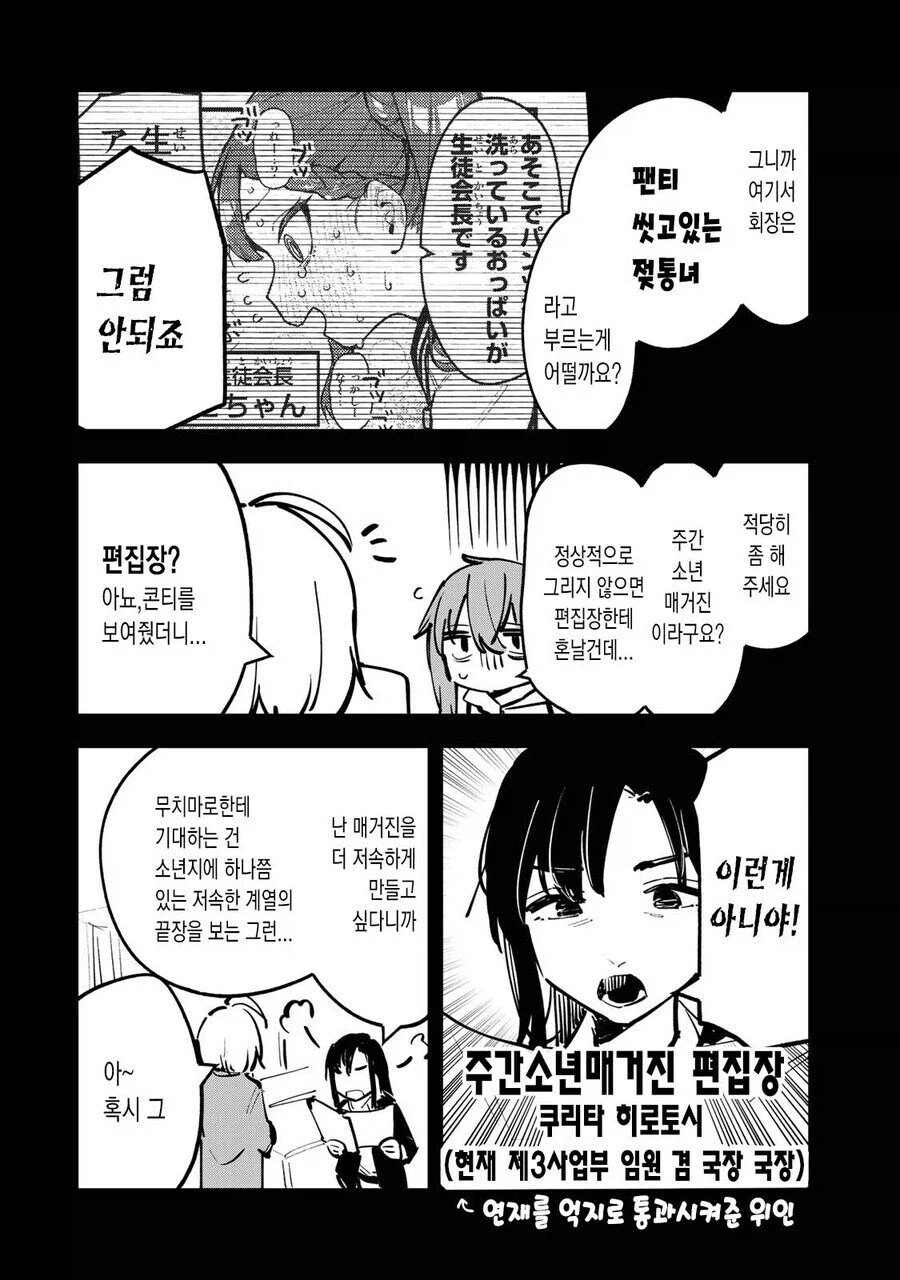 그니까
여기서
회장은
팬티
씻고있는
젖통녀
라고
부르는게
어떨까요?
あそこでパン
洗っているおっぱいが
生徒会長です
ア生
せい
徒会長
ちゃん
그럼
안되죠
적당히
좀 해
주세요
주간
소년
매거진
이라구요?
정상적으로
그리지 않으면
편집장한테
혼날건데...
편집장?
아뇨,콘티를
보여줬더니...
이런게
아니야!
주간소년매거진 편집장
쿠리탁 히로토시
(현재 제3사업부 임원 겸 국장 국장)
←연재를 억지로 통과시켜준 위인
난 매거진을
더 저속하게
만들고
싶다니까
무치마로한테
기대하는 건
소년지에 하나쯤
있는 저속한 계열의
끝장을 보는 그런...
아~
혹시 그